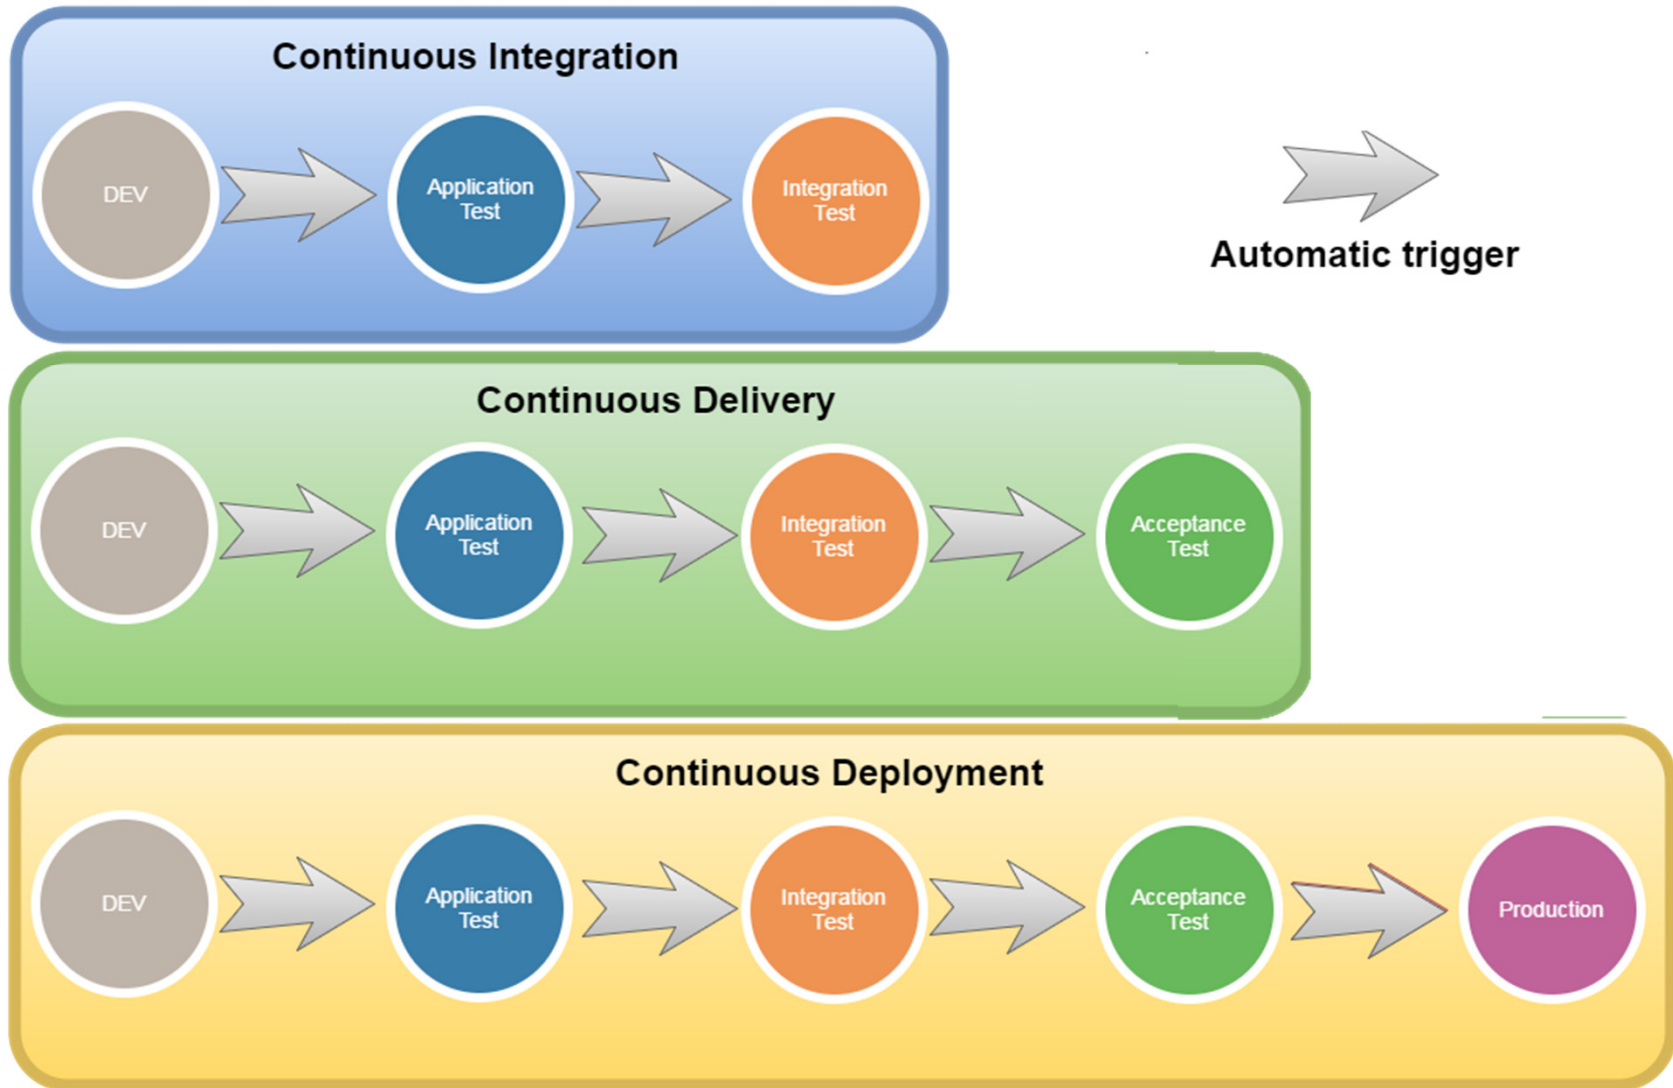 Continuous Integration
DEV
Application
Test
Integration
Test
Automatic trigger
Continuous Delivery
DEV
Application
Test
Integration
Test
Acceptance
Test
Continuous Deployment
DEV
Application
Test
Integration
Test
Acceptance
Test
Production